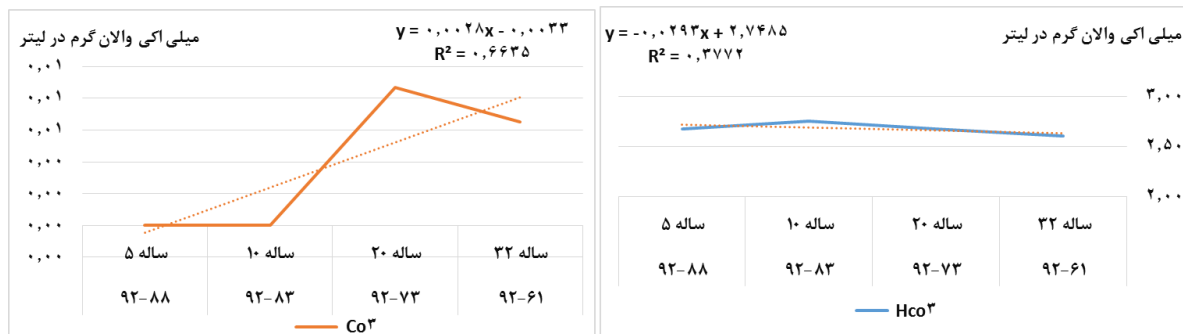 میلی اکی والان گرم در لیتر
y = ۰,۰۰۲۸x - ۰,۰۰۳۳
R² = ۰,۶۶۳۵
۰,۰۱
۰,۰۱
۰,۰۱
۰,۰۰
۰,۰۰
۰,۰۰
۰,۰۰
۵ ساله
۱۰ ساله
۲۰ ساله
۳۲ ساله
۹۲-۸۸
۹۲-۸۳
۹۲-۷۳
۹۲-۶۱
Co۳
y = -۰,۰۲۹۳x + ۲,۷۴۸۵
R² = ۰,۳۷۷۲
میلی اکی والان گرم در لیتر
۳,۰۰
۲,۵۰
۲,۰۰
۵ ساله
۱۰ ساله
۲۰ ساله
۳۲ ساله
۹۲-۸۸
۹۲-۸۳
۹۲-۷۳
۹۲-۶۱
Hco۳